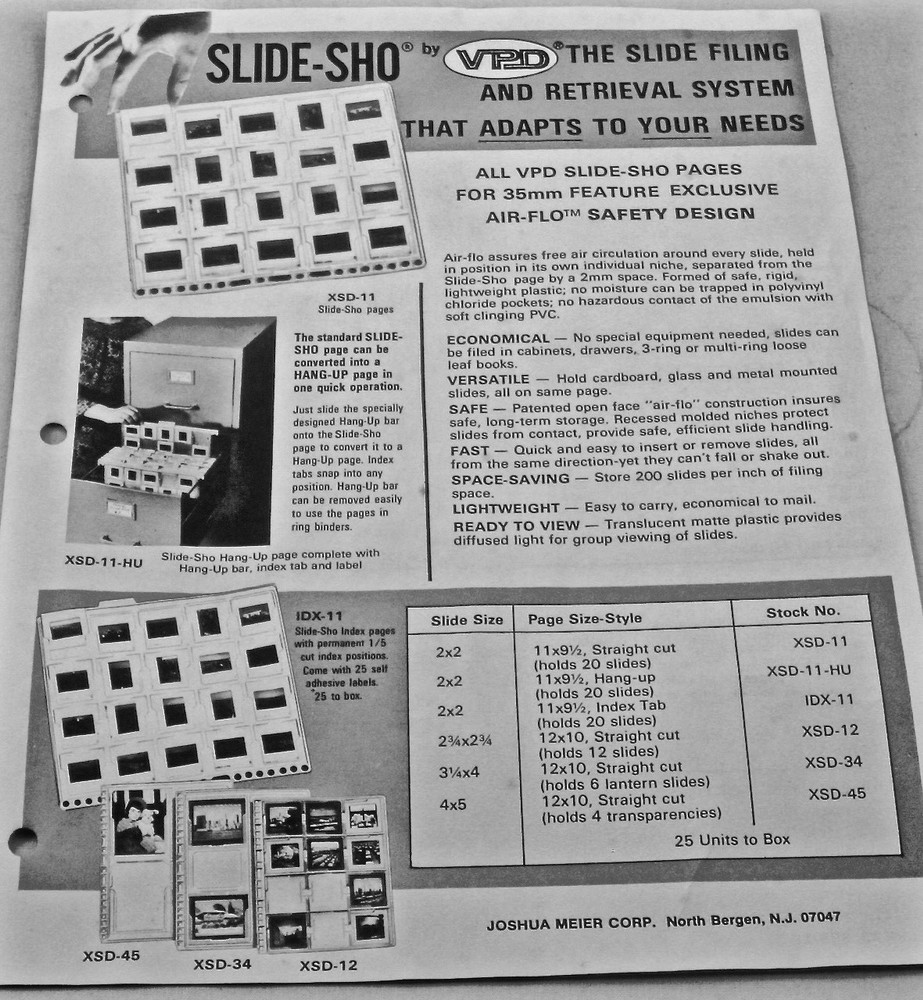 SLIDE-SHO® by VPD® THE SLIDE FILING
AND RETRIEVAL SYSTEM
THAT ADAPTS TO YOUR NEEDS
ALL VPD SLIDE-SHO PAGES
FOR 35mm FEATURE EXCLUSIVE
AIR-FLO™ SAFETY DESIGN
Air-flo assures free air circulation around every slide, held
in position in its own individual niche, separated from the
Slide-Sho page by a 2mm space. Formed of safe, rigid,
lightweight plastic; no moisture can be trapped in polyvinyl
chloride pockets; no hazardous contact of the emulsion with
soft clinging PVC.
ECONOMICAL — No special equipment needed, slides can
be filed in cabinets, drawers, 3-ring or multi-ring loose
leaf books.
VERSATILE — Hold cardboard, glass and metal mounted
slides, all on same page.
SAFE — Patented open face "air-flo" construction insures
safe, long-term storage. Recessed molded niches protect
slides from contact, provide safe, efficient slide handling.
FAST — Quick and easy to insert or remove slides, all
from the same direction-yet they can't fall or shake out.
SPACE-SAVING — Store 200 slides per inch of filing
space.
LIGHTWEIGHT — Easy to carry, economical to mail.
READY TO VIEW — Translucent matte plastic provides
diffused light for group viewing of slides.
XSD-11
Slide-Sho pages
The standard SLIDE-
SHO page can be
converted into a
HANG-UP page in
one quick operation.
Just slide the specially
designed Hang-Up bar
onto the Slide-Sho
page to convert it to a
Hang-Up page. Index
tabs snap into any
position. Hang-Up bar
can be removed easily
to use the pages in
ring binders.
XSD-11-HU Slide-Sho Hang-Up page complete with
Hang-Up bar, index tab and label
IDX-11
Slide-Sho Index pages
with permanent 1/5
cut index positions.
Come with 25 self
adhesive labels.
25 to box.
Slide Size Page Size-Style Stock No.
2x2 11x9½, Straight cut XSD-11
(holds 20 slides)
2x2 11x9½, Hang-up XSD-11-HU
(holds 20 slides)
2x2 11x9½, Index Tab IDX-11
(holds 20 slides)
2¾x2¾ 12x10, Straight cut XSD-12
(holds 12 slides)
3¼x4 12x10, Straight cut XSD-34
(holds 6 lantern slides)
4x5 12x10, Straight cut XSD-45
(holds 4 transparencies)
25 Units to Box
XSD-45 XSD-34 XSD-12
JOSHUA MEIER CORP. North Bergen, N.J. 07047